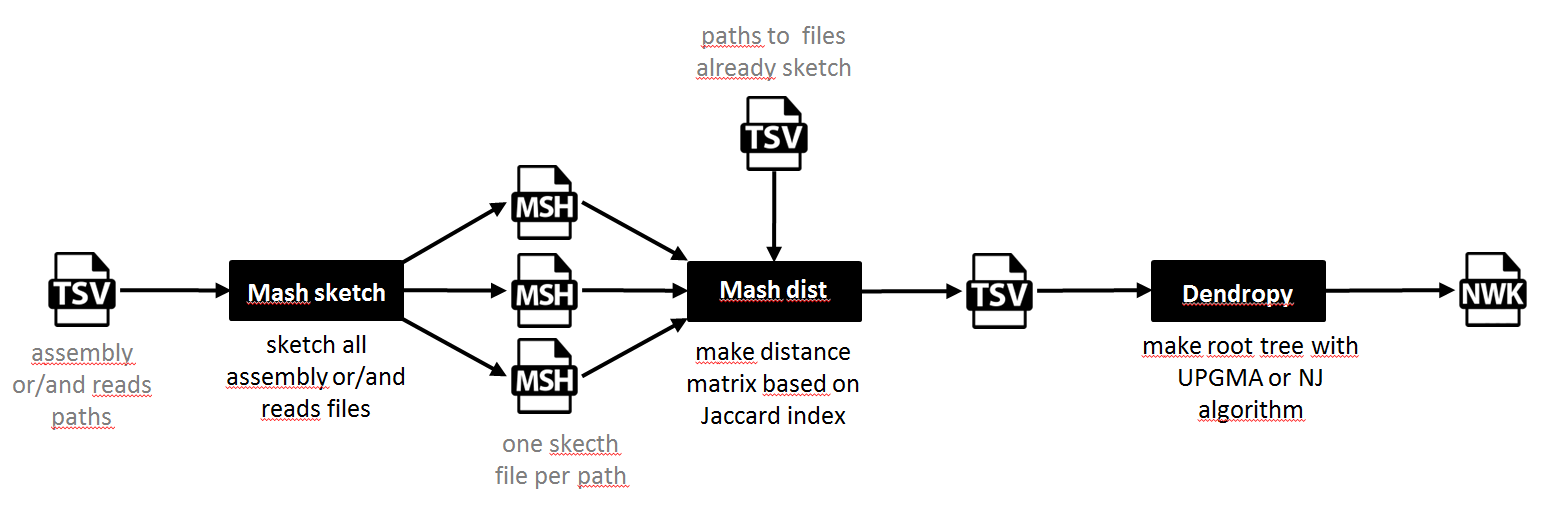 paths to files
already sketch
TSV
MSH
TSV
Mash sketch
MSH
Mash dist
TSV
Dendropy
NWK
assembly
or/and reads
paths
sketch all
assembly or/and
reads files
MSH
one skecth
file per path
make distance
matrix based on
Jaccard index
make root tree with
UPGMA or NJ
algorithm